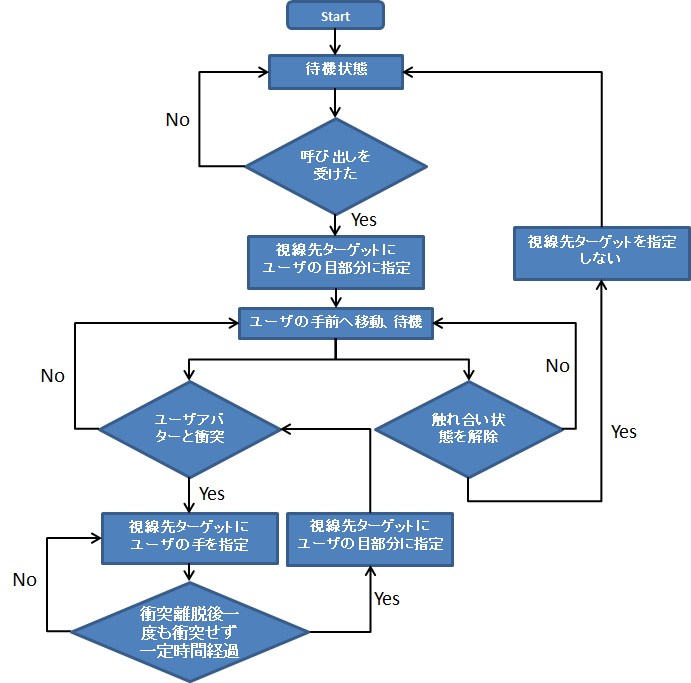 Start
待機状態
No
呼び出しを
受けた
Yes
視線先ターゲットに
ユーザの目部分に指定
視線先ターゲットを指定
しない
ユーザの手前へ移動、待機
No
No
ユーザアバ
ターと衝突
触れ合い状
態を解除
Yes
Yes
視線先ターゲットに
ユーザの手を指定
視線先ターゲットに
ユーザの目部分に指定
No
Yes
衝突離脱後一
度も衝突せず
一定時間経過